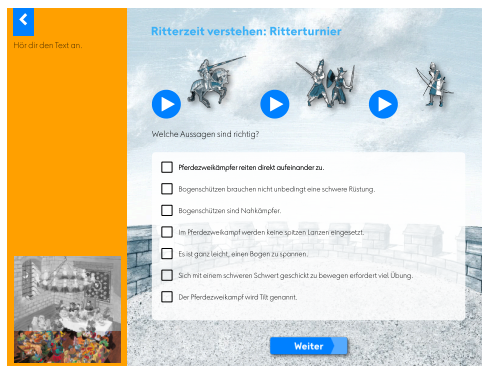 Hör dir den Text an.
Ritterzeit verstehen: Ritterturnier
Welche Aussagen sind richtig?
Pferdezweikämpfer reiten direkt aufeinander zu.
Bogenschützen brauchen nicht unbedingt eine schwere Rüstung.
Bogenschützen sind Nahkämpfer.
Im Pferdezweikampf werden keine spitzen Lanzen eingesetzt.
Es ist ganz leicht, einen Bogen zu spannen.
Sich mit einem schweren Schwert geschickt zu bewegen erfordert viel Übung.
Der Pferdezweikampf wird Tilt genannt.
Weiter